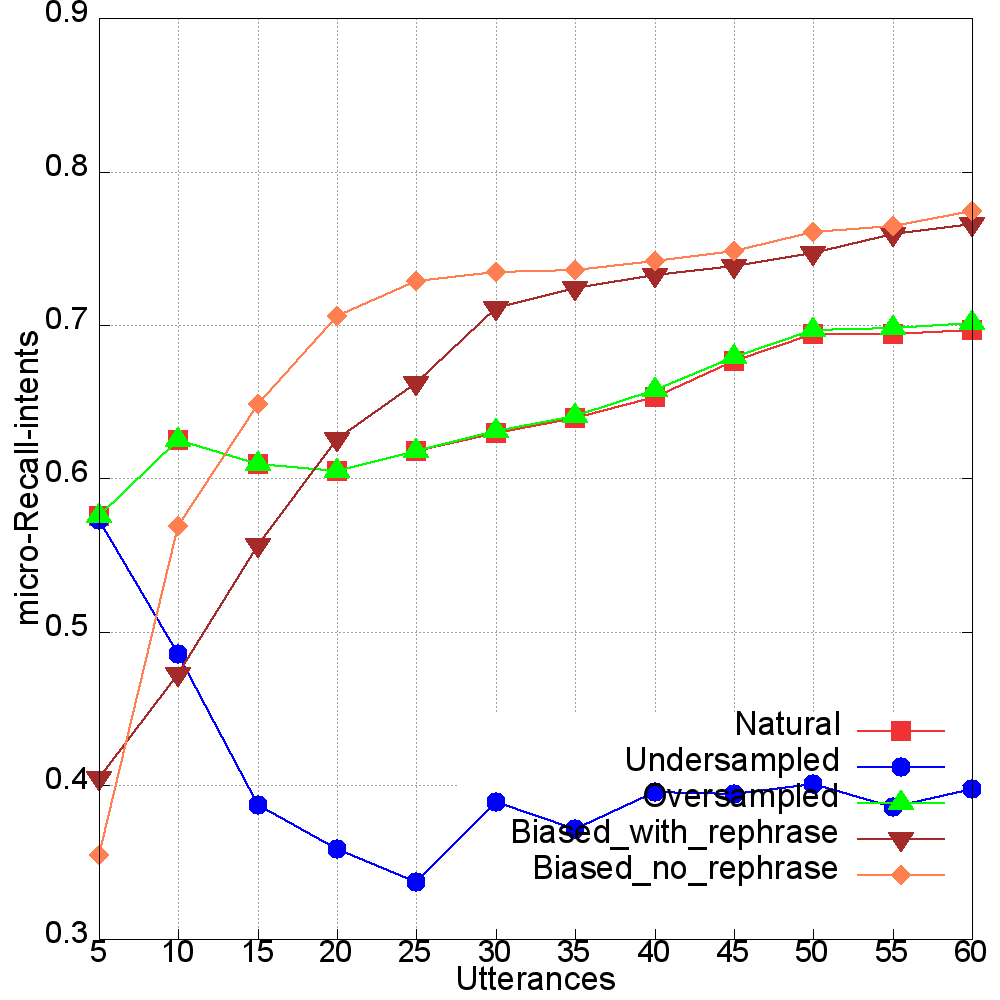 0.9
0.8
0.7
0.6
0.5
0.4
0.3
micro-Recall-intents
Natural
Undersampled
Oversampled
Biased_with_rephrase
Biased_no_rephrase
5 10 15 20 25 30 35 40 45 50 55 60
Utterances